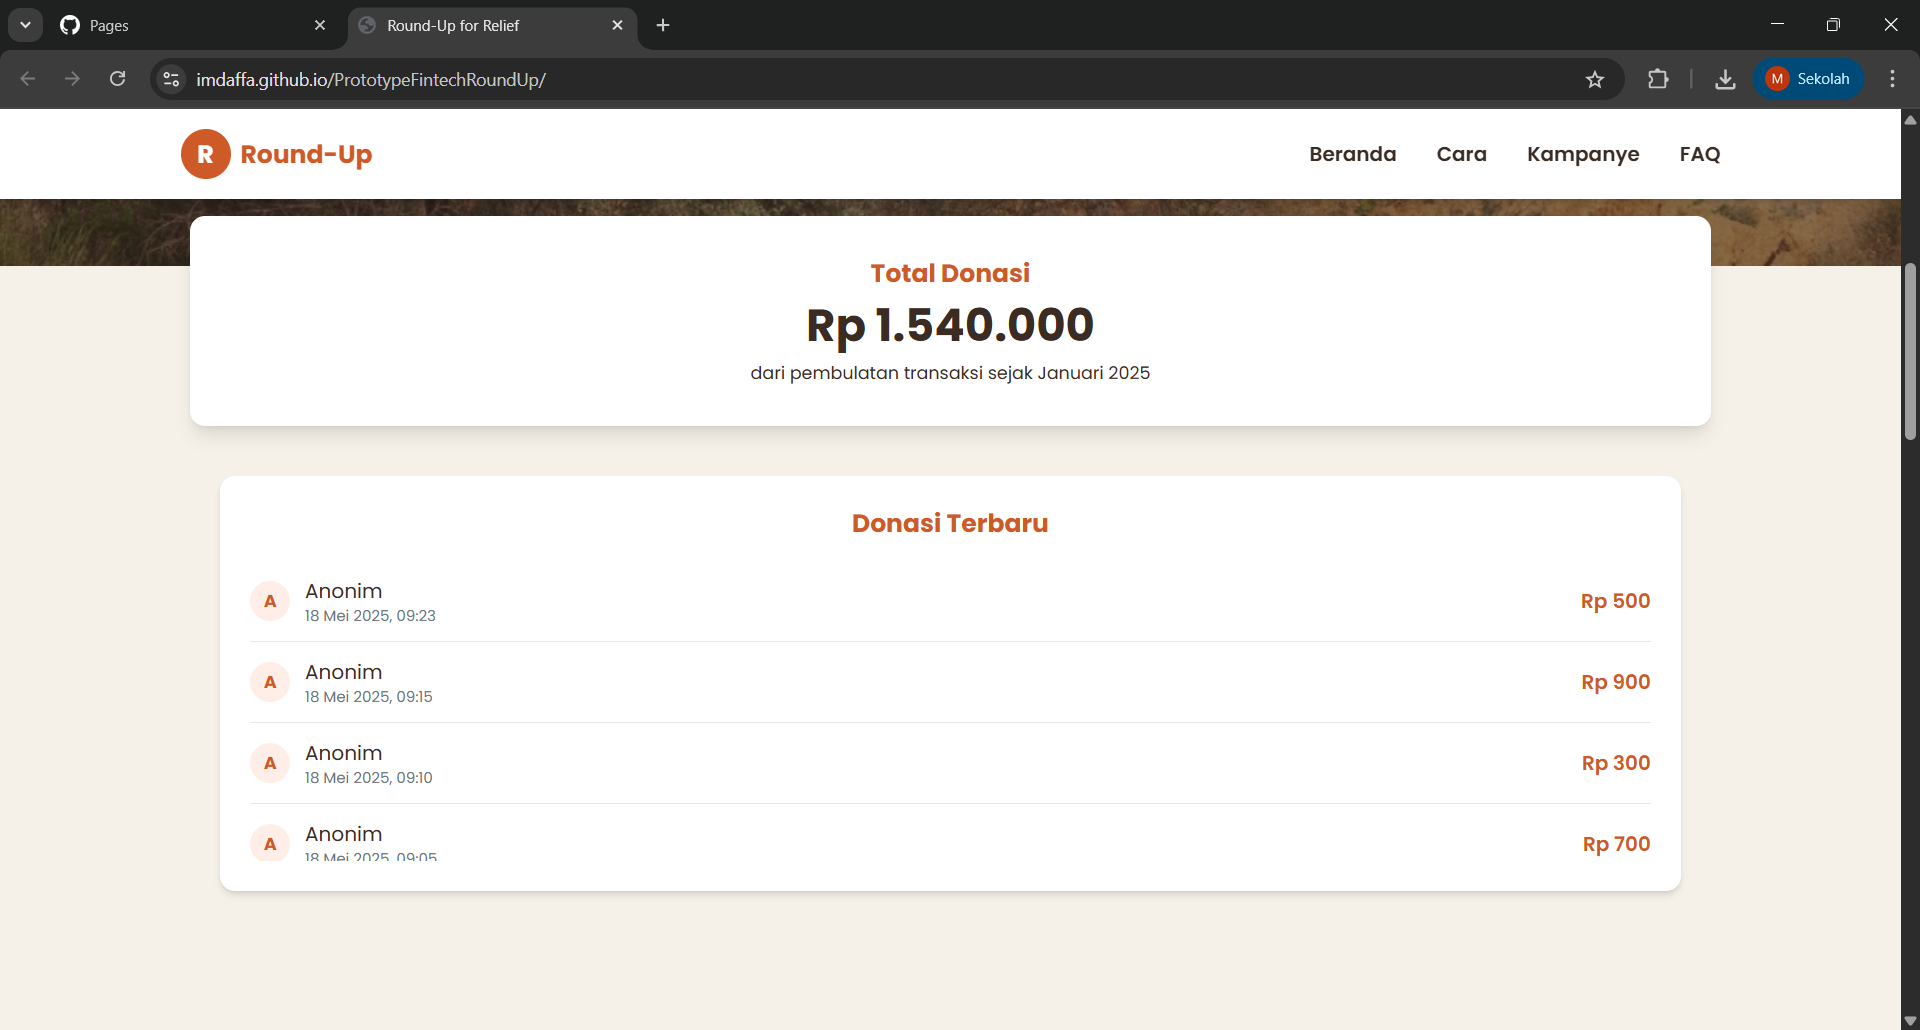 Pages
Round-Up for Relief
imdaffa.github.io/PrototypeFintechRoundUp/
M Sekolah
R Round-Up
Beranda Cara Kampanye FAQ
Total Donasi
Rp 1.540.000
dari pembulatan transaksi sejak Januari 2025
Donasi Terbaru
A Anonim
18 Mei 2025, 09:23
Rp 500
A Anonim
18 Mei 2025, 09:15
Rp 900
A Anonim
18 Mei 2025, 09:10
Rp 300
A Anonim
18 Mei 2025, 09:05
Rp 700